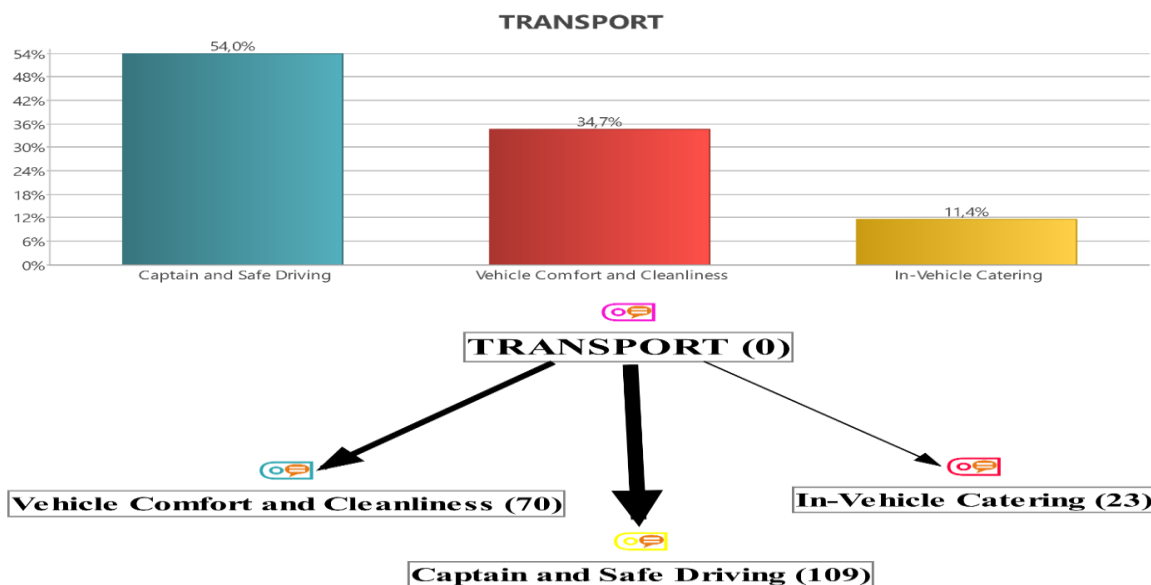 TRANSPORT
54,0%
34,7%
11,4%
54%
48%
42%
36%
30%
24%
18%
12%
6%
0%
Captain and Safe Driving
Vehicle Comfort and Cleanliness
In-Vehicle Catering
TRANSPORT (0)
Vehicle Comfort and Cleanliness (70)
In-Vehicle Catering (23)
Captain and Safe Driving (109)